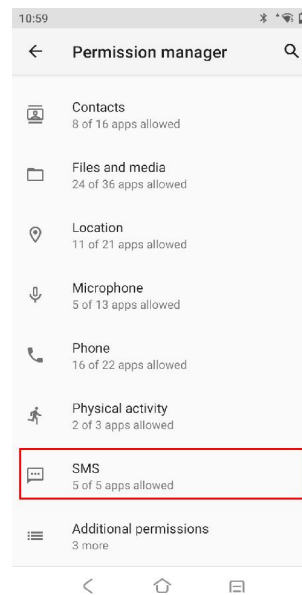 10:59
Permission manager
Contacts
8 of 16 apps allowed
Files and media
24 of 36 apps allowed
Location
11 of 21 apps allowed
Microphone
5 of 13 apps allowed
Phone
16 of 22 apps allowed
Physical activity
2 of 3 apps allowed
SMS
5 of 5 apps allowed
Additional permissions
3 more